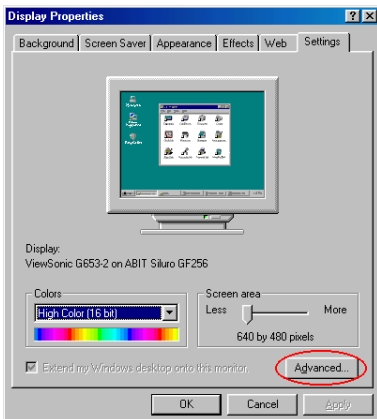 Display Properties
Background Screen Saver Appearance Effects Web Settings
Display:
ViewSonic G653-2 on ABIT Siluro GF256
Colors
High Color (16 bit)
Screen area
Less More
640 by 480 pixels
Extend my Windows desktop onto this monitor.
Advanced...
OK Cancel Apply